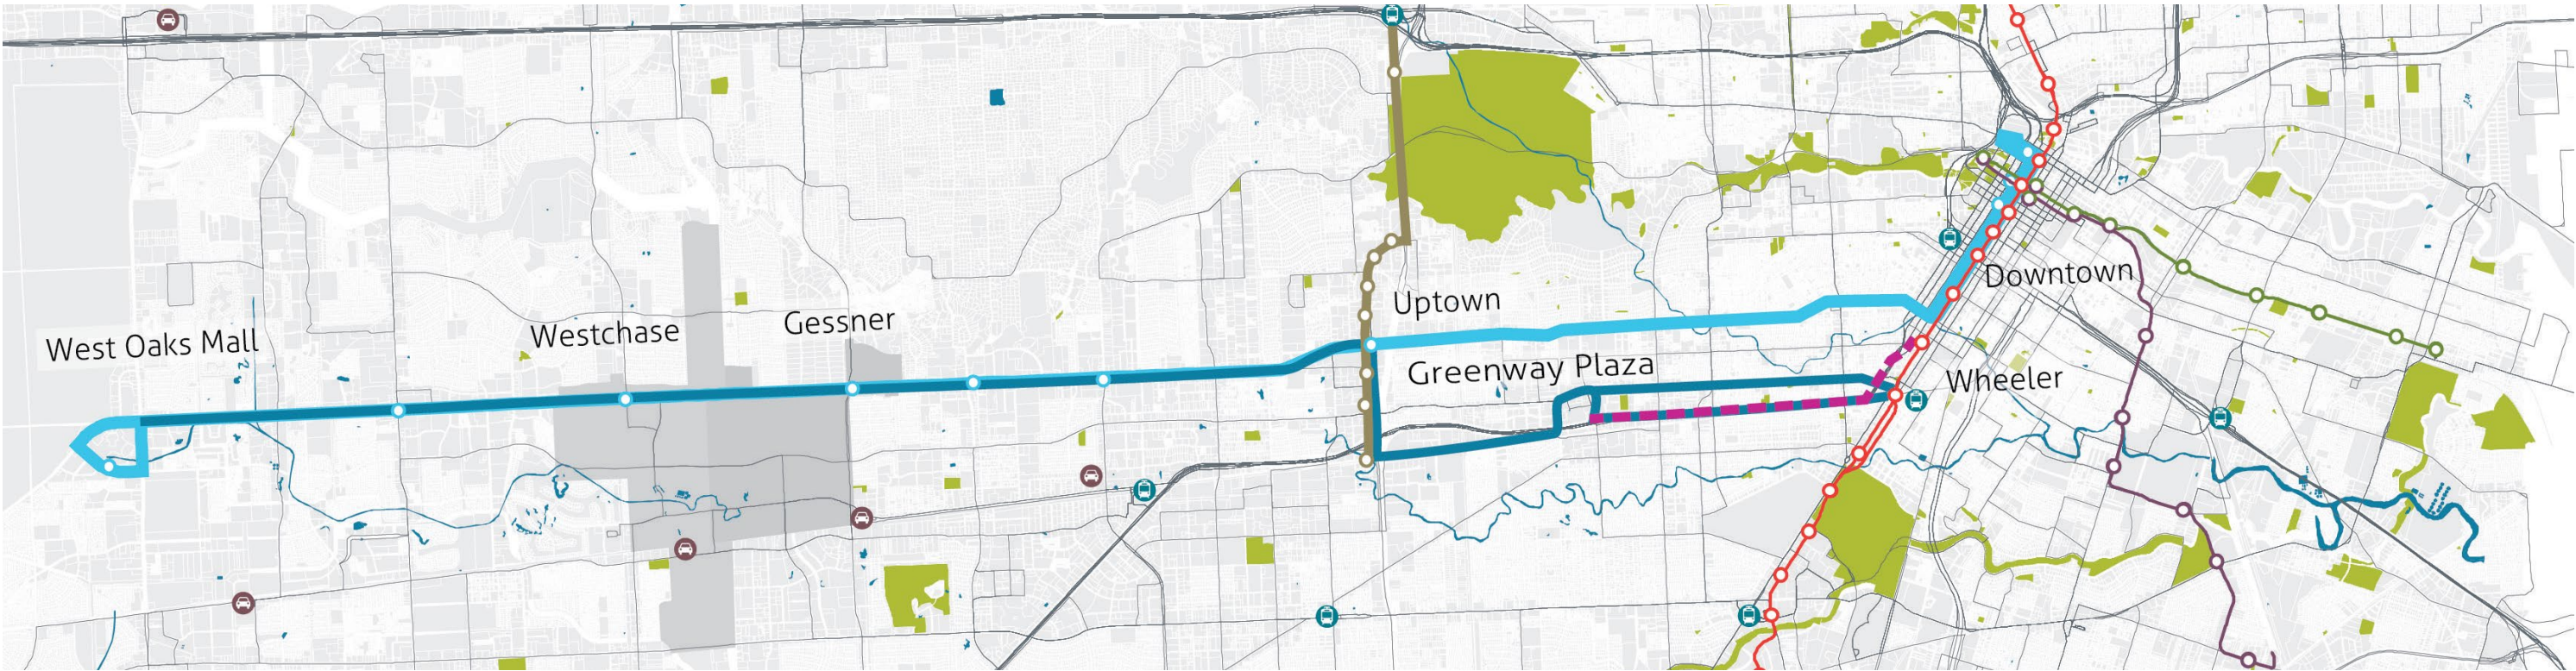 West Oaks Mall
Westchase
Gessner
Uptown
Greenway Plaza
Downtown
Wheeler